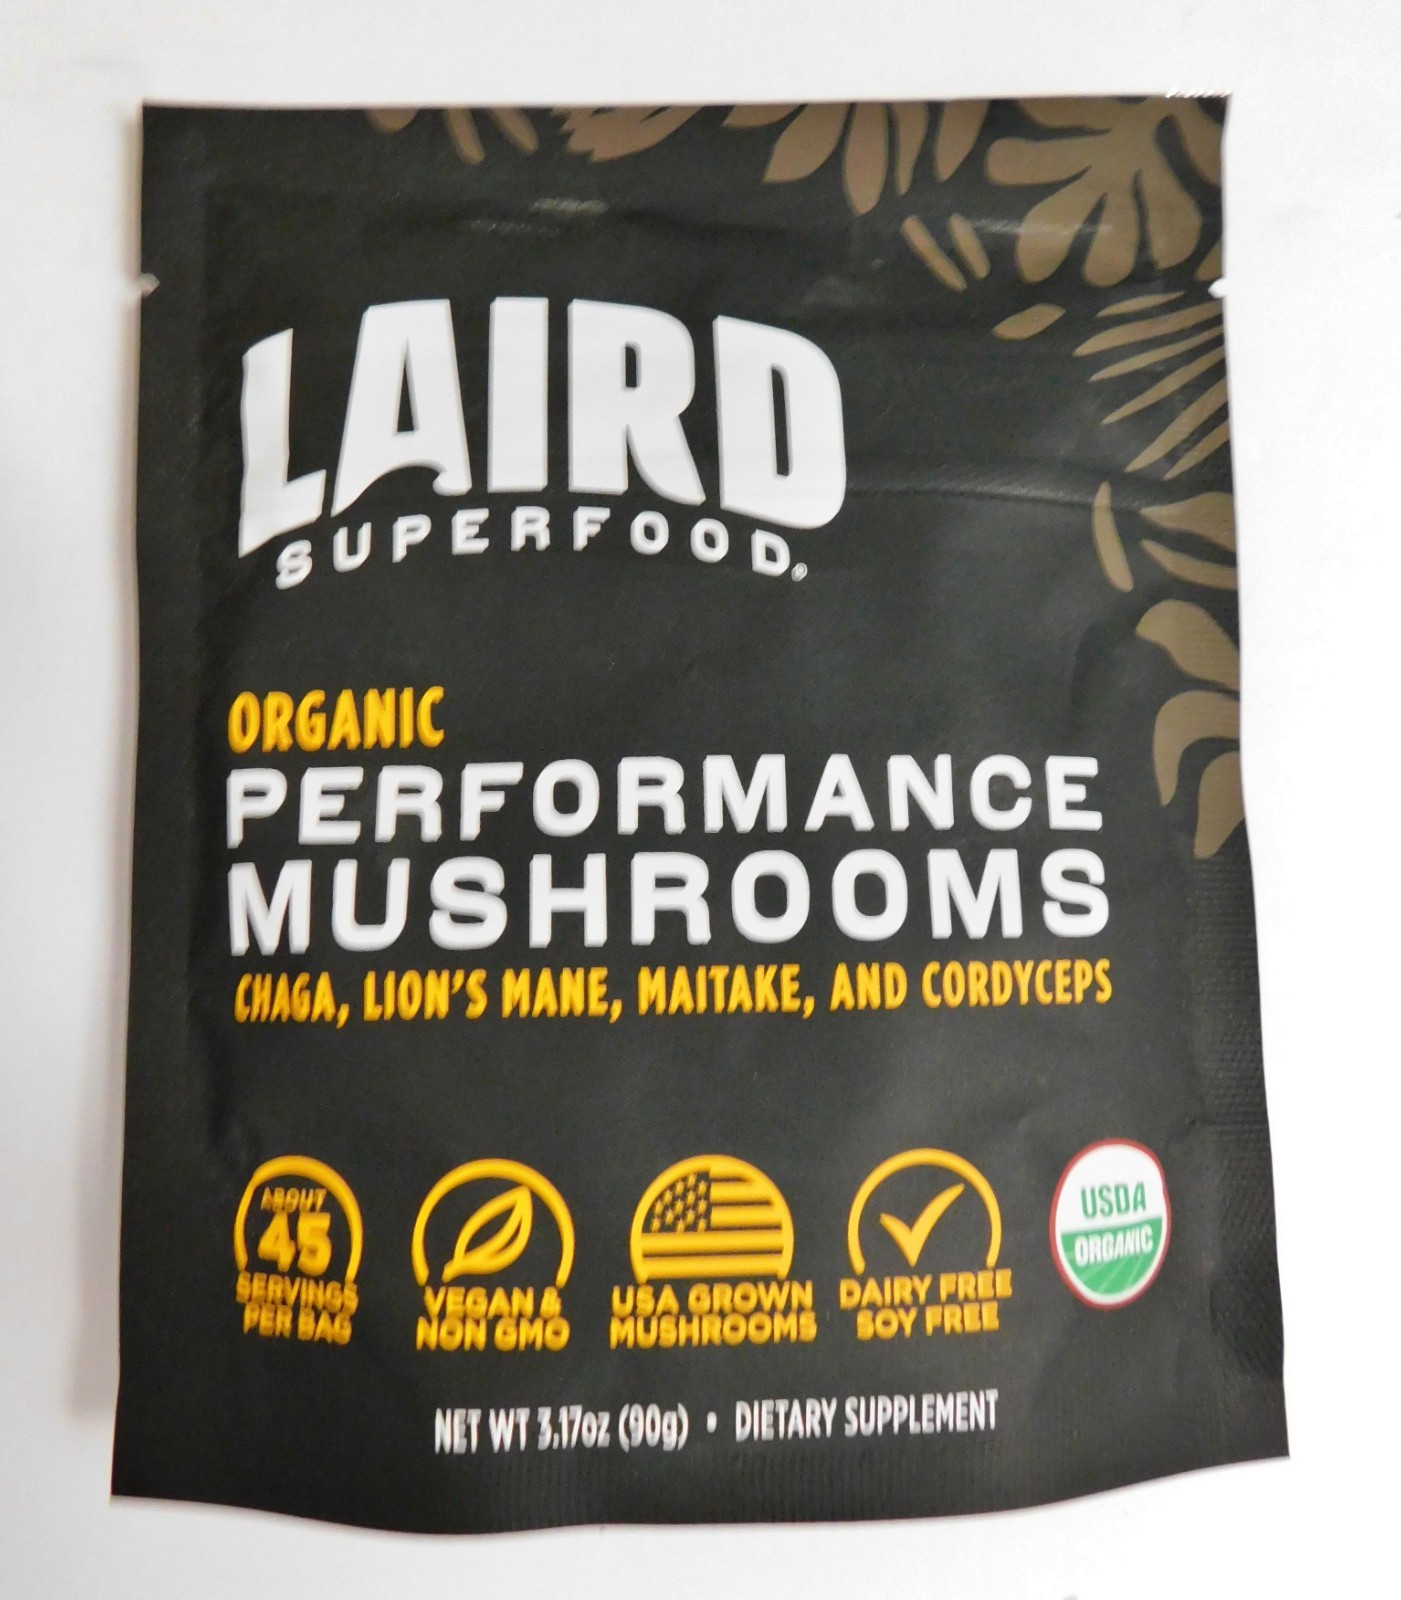 LAIRD
SUPERFOOD®
ORGANIC
PERFORMANCE
MUSHROOMS
CHAGA, LION'S MANE, MAITAKE, AND CORDYCEPS
ABOUT
45
SERVINGS
PER BAG
VEGAN &
NON GMO
USA GROWN
MUSHROOMS
DAIRY FREE
SOY FREE
USDA
ORGANIC
NET WT 3.17oz (90g) • DIETARY SUPPLEMENT